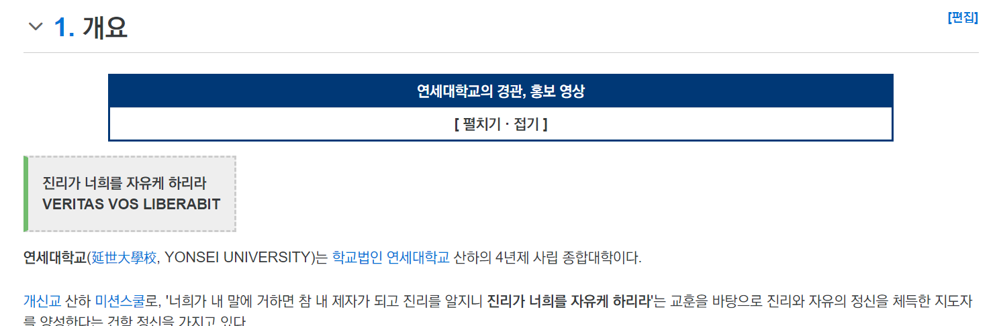 1. 개요
[편집]
연세대학교의 경관, 홍보 영상
[ 펼치기 · 접기 ]
진리가 너희를 자유케 하리라
VERITAS VOS LIBERABIT
연세대학교(延世大學校, YONSEI UNIVERSITY)는 학교법인 연세대학교 산하의 4년제 사립 종합대학이다.
개신교 산하 미션스쿨로, '너희가 내 말에 거하면 참 내 제자가 되고 진리를 알지니 진리가 너희를 자유케 하리라'는 교훈을 바탕으로 진리와 자유의 정신을 체득한 지도자
를 양성한다는 건학 정신을 가지고 있다